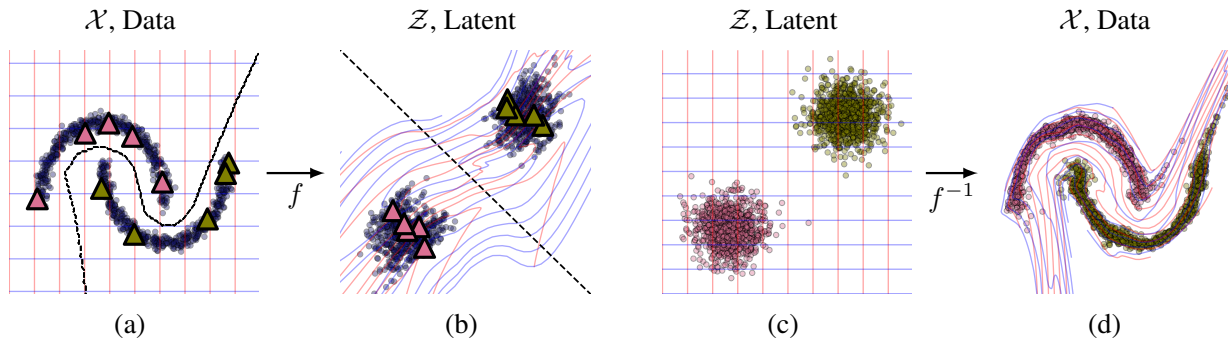 𝒳, Data
𝒵, Latent
𝒵, Latent
𝒳, Data
f
f⁻¹
(a)
(b)
(c)
(d)